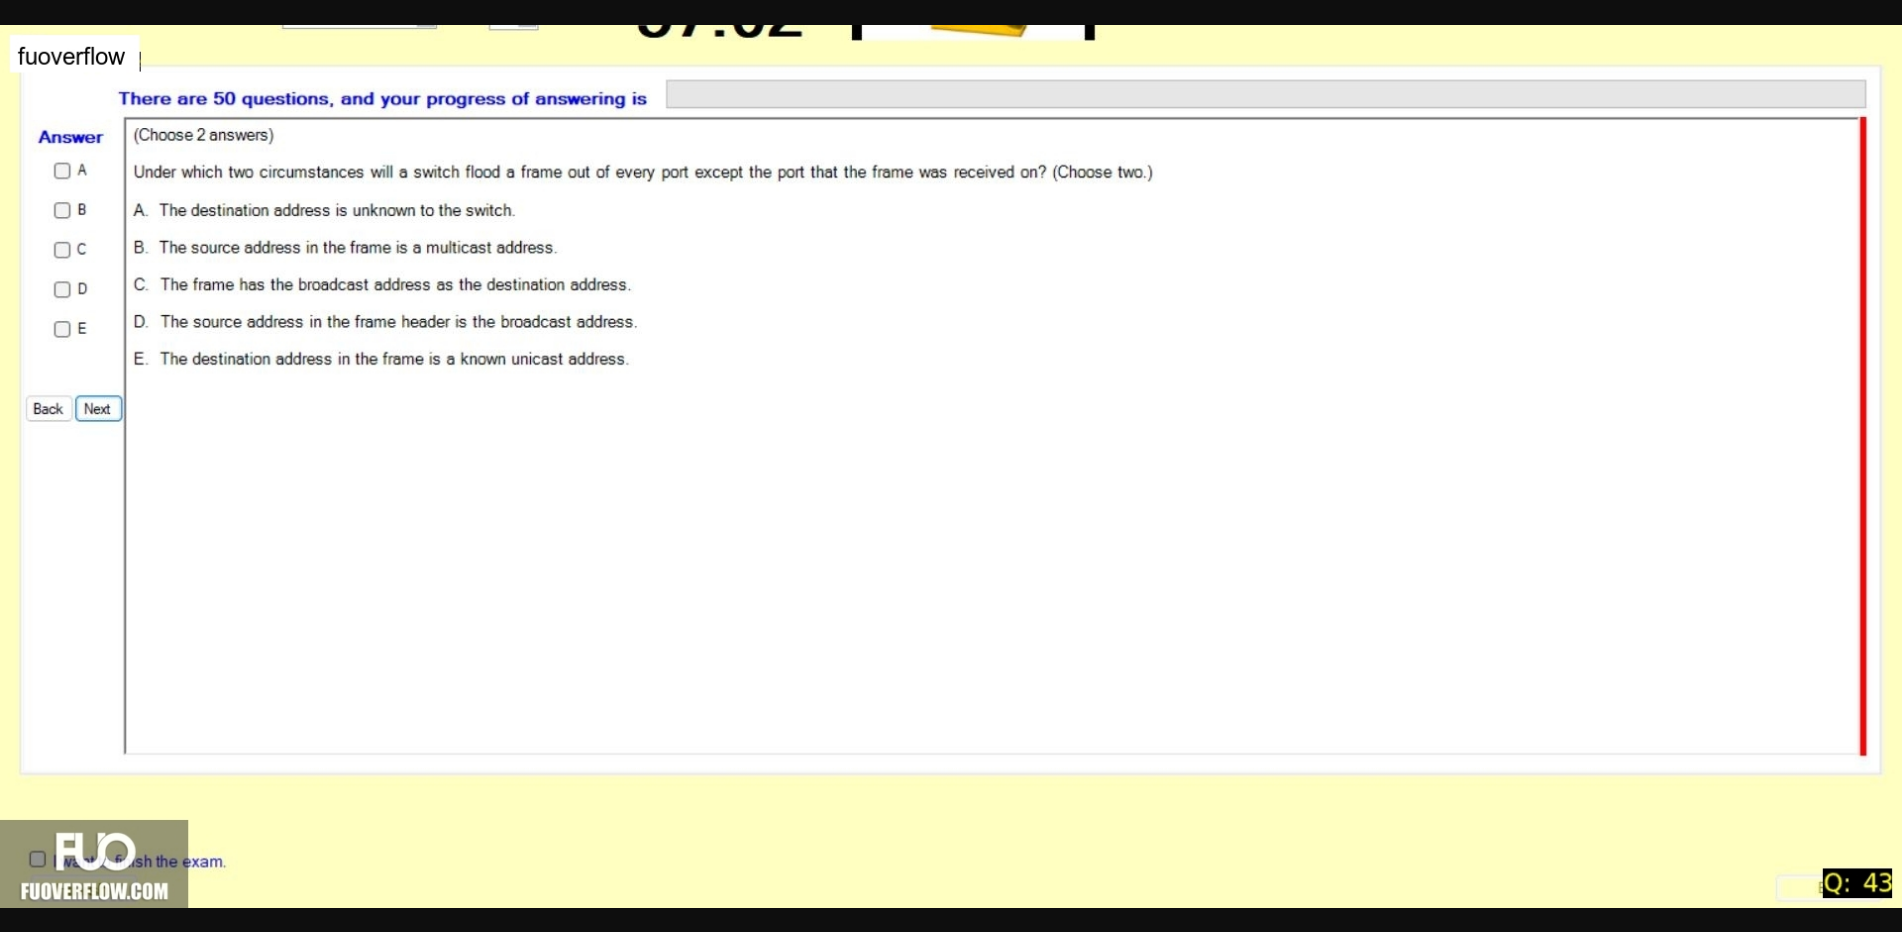 fuoverflow
There are 50 questions, and your progress of answering is
Answer
(Choose 2 answers)
A
Under which two circumstances will a switch flood a frame out of every port except the port that the frame was received on? (Choose two.)
B
A. The destination address is unknown to the switch.
C
B. The source address in the frame is a multicast address.
D
C. The frame has the broadcast address as the destination address.
E
D. The source address in the frame header is the broadcast address.
E. The destination address in the frame is a known unicast address.
Back Next
FUO
finish the exam.
FUOVERFLOW.COM
Q: 43